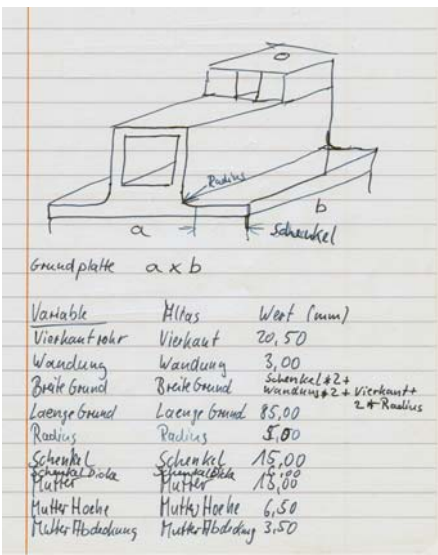 Radius
a
b
Schenkel
Grundplatte a x b
Variable Alias Wert (mm)
Vierkantrohr Vierkant 20,50
Wandung Wandung 3,00
Breite Grund Breite Grund Schenkel*2+
Wandung*2+Vierkant+
2*Radius
Laenge Grund Laenge Grund 85,00
Radius Radius 5,00
Schenkel Schenkel 15,00
Schenkel Dicke Schenkel Dicke
Mutter Mutter 13,00
Mutter Hoehe Mutter Hoehe 6,50
Mutter Abdeckung Mutter Abdeckung 3,50